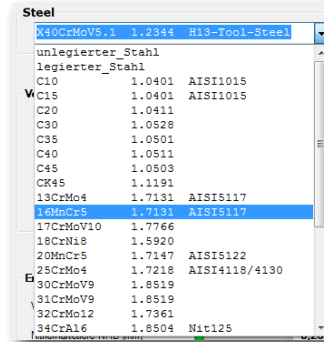 Steel
X40CrMoV5.1 1.2344 H13-Tool-Steel
unlegierter_Stahl
legierter_Stahl
C10 1.0401 AISI1015
C15 1.0401 AISI1015
C20 1.0411
C30 1.0528
C35 1.0501
C40 1.0511
C45 1.0503
CK45 1.1191
13CrMo4 1.7131 AISI5117
16MnCr5 1.7131 AISI5117
17CrMoV10 1.7766
18CrNi8 1.5920
20MnCr5 1.7147 AISI5122
25CrMo4 1.7218 AISI4118/4130
30CrMoV9 1.8519
31CrMoV9 1.8519
32CrMo12 1.7361
34CrAl6 1.8504 Nit125